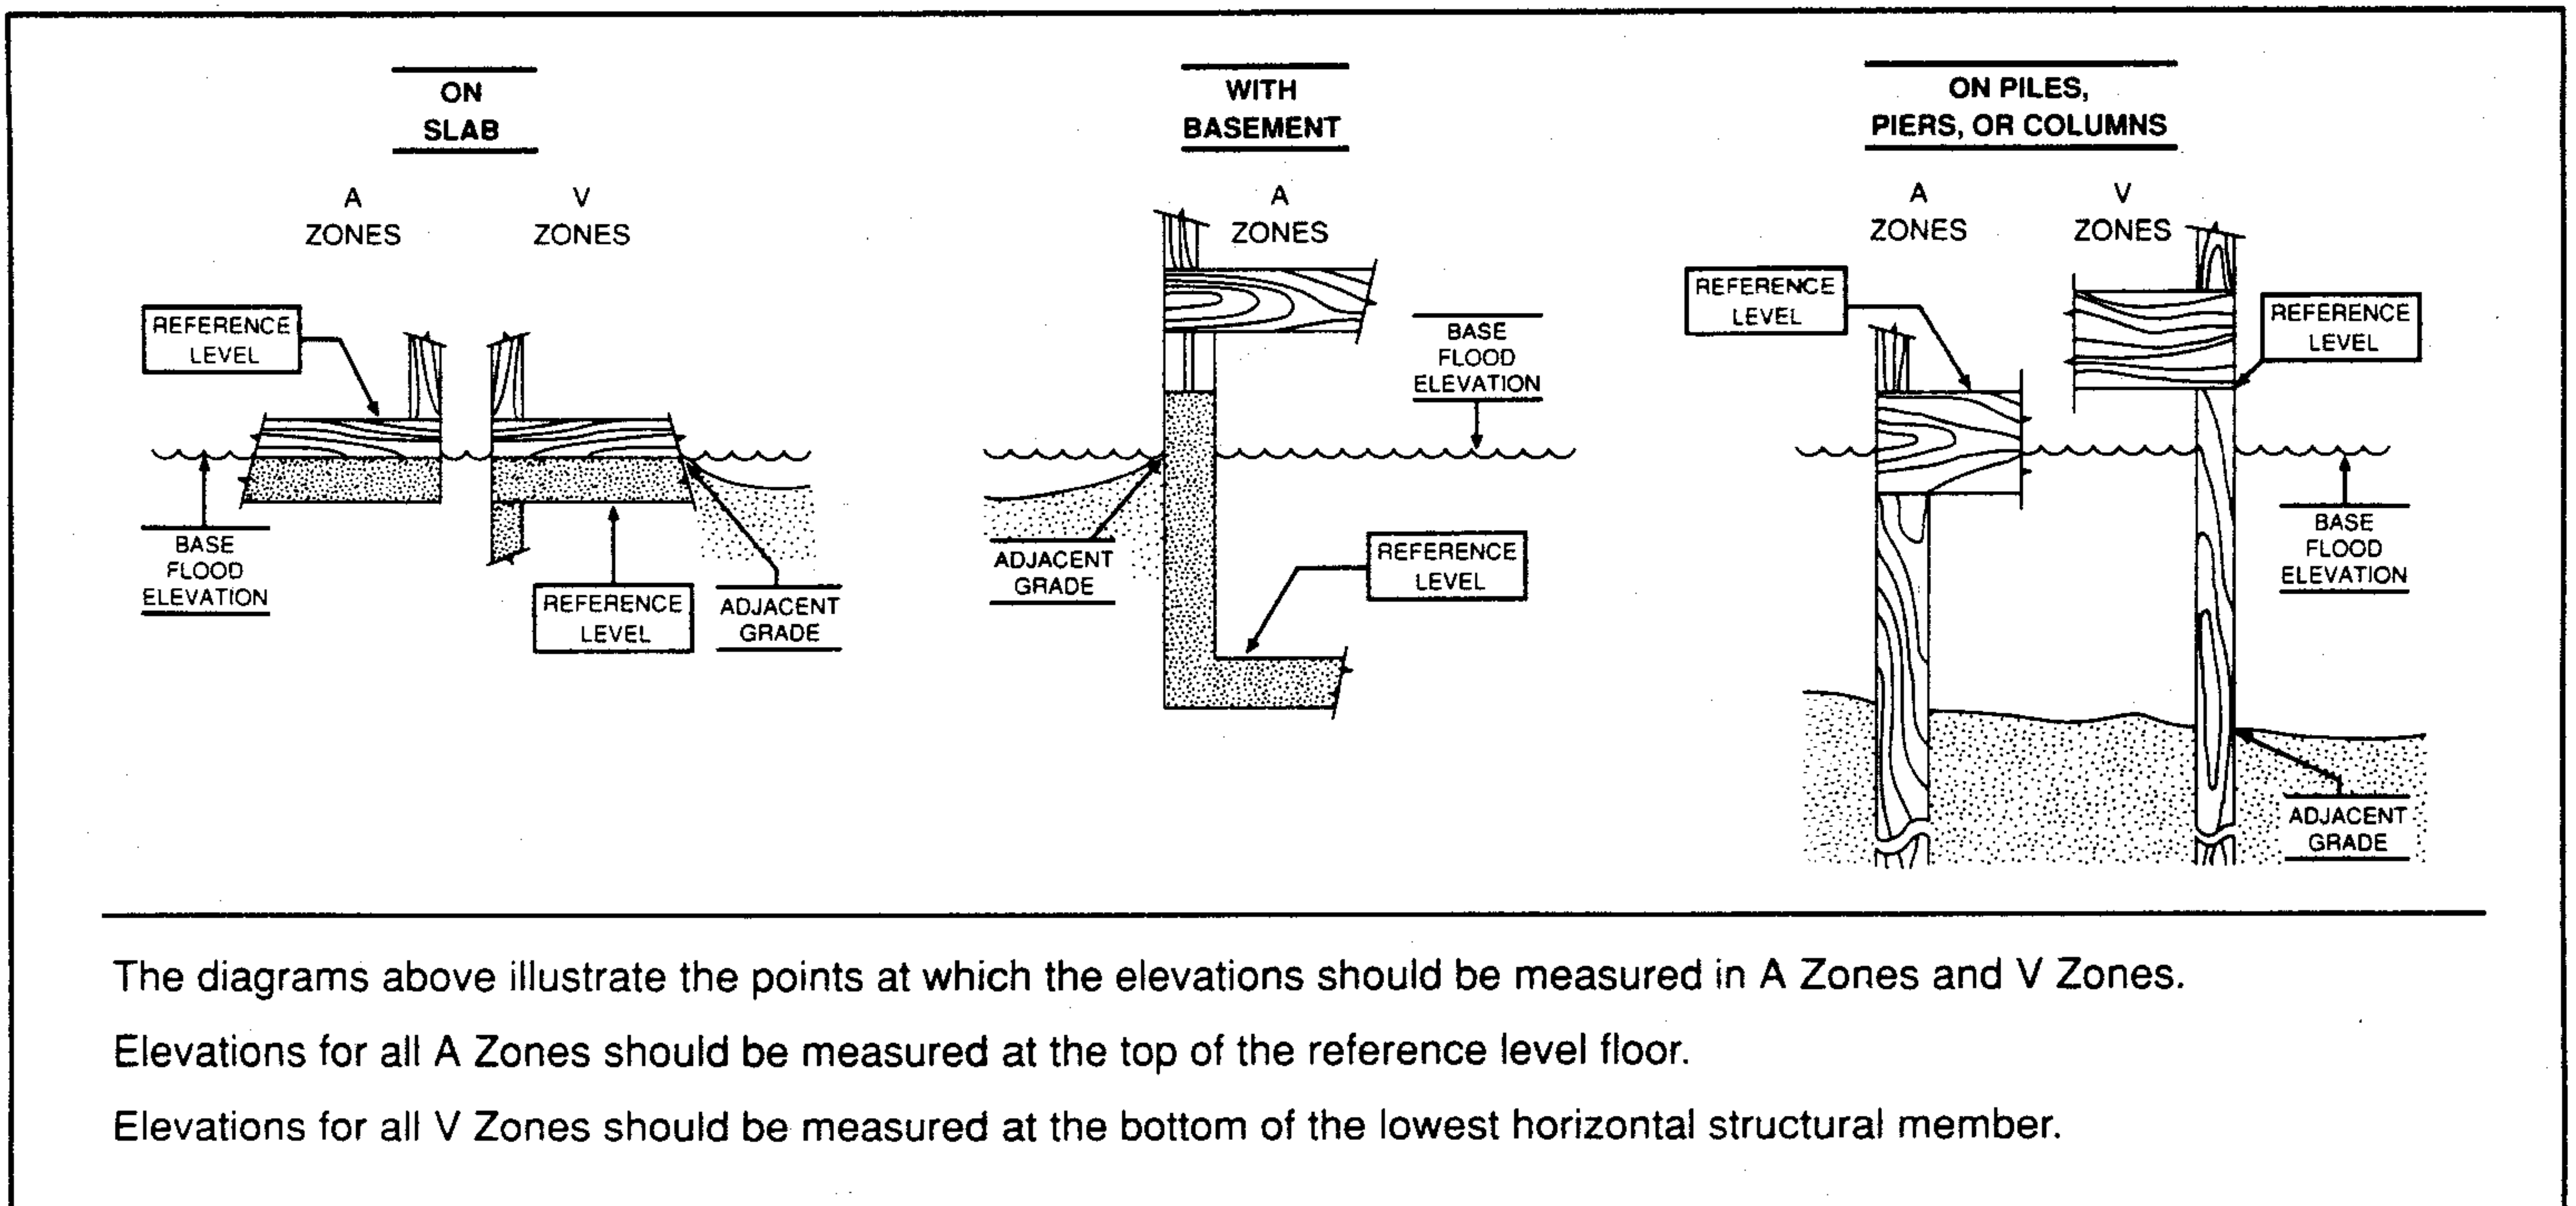 ON
SLAB
A
ZONES
V
ZONES
REFERENCE
LEVEL
BASE
FLOOD
ELEVATION
REFERENCE
LEVEL
ADJACENT
GRADE
WITH
BASEMENT
A
ZONES
BASE
FLOOD
ELEVATION
ADJACENT
GRADE
REFERENCE
LEVEL
ON PILES,
PIERS, OR COLUMNS
A
ZONES
V
ZONES
REFERENCE
LEVEL
REFERENCE
LEVEL
BASE
FLOOD
ELEVATION
ADJACENT
GRADE
The diagrams above illustrate the points at which the elevations should be measured in A Zones and V Zones.
Elevations for all A Zones should be measured at the top of the reference level floor.
Elevations for all V Zones should be measured at the bottom of the lowest horizontal structural member.